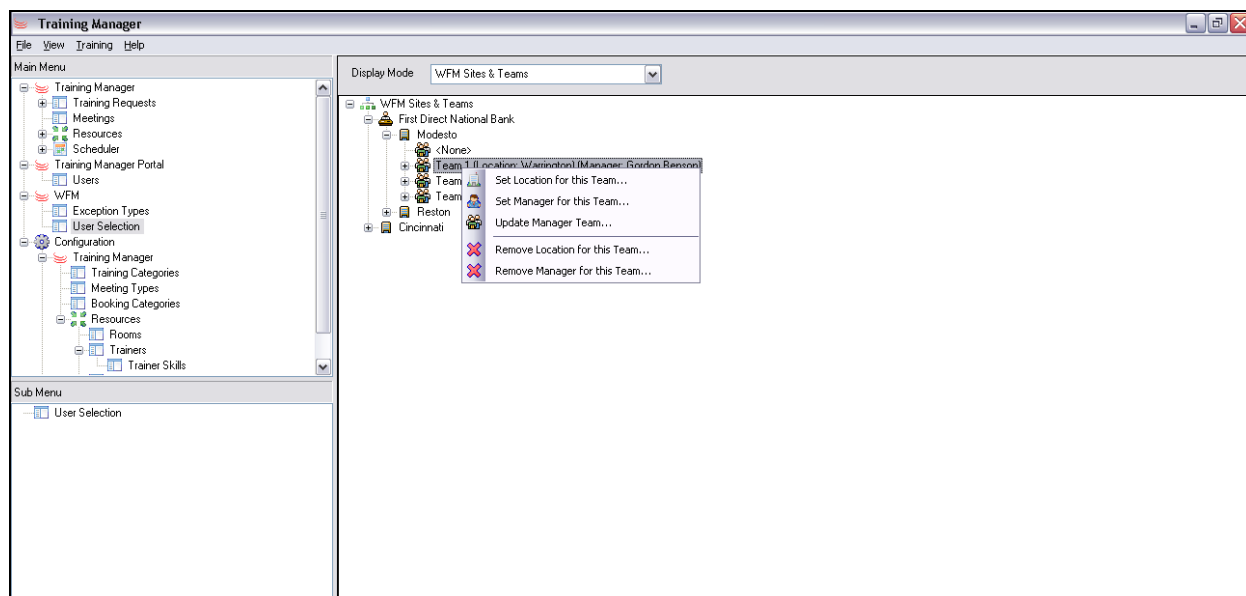 Training Manager
File View Training Help
Main Menu
Training Manager
Training Requests
Meetings
Resources
Scheduler
Training Manager Portal
Users
WFM
Exception Types
User Selection
Configuration
Training Manager
Training Categories
Meeting Types
Booking Categories
Resources
Rooms
Trainers
Trainer Skills
Sub Menu
User Selection
Display Mode WFM Sites & Teams
WFM Sites & Teams
First Direct National Bank
Modesto
<None>
Team 1 (Location: Warrington) (Manager: Gordon Benson)
Team
Team
Reston
Cincinnati
Set Location for this Team...
Set Manager for this Team...
Update Manager Team...
Remove Location for this Team...
Remove Manager for this Team...